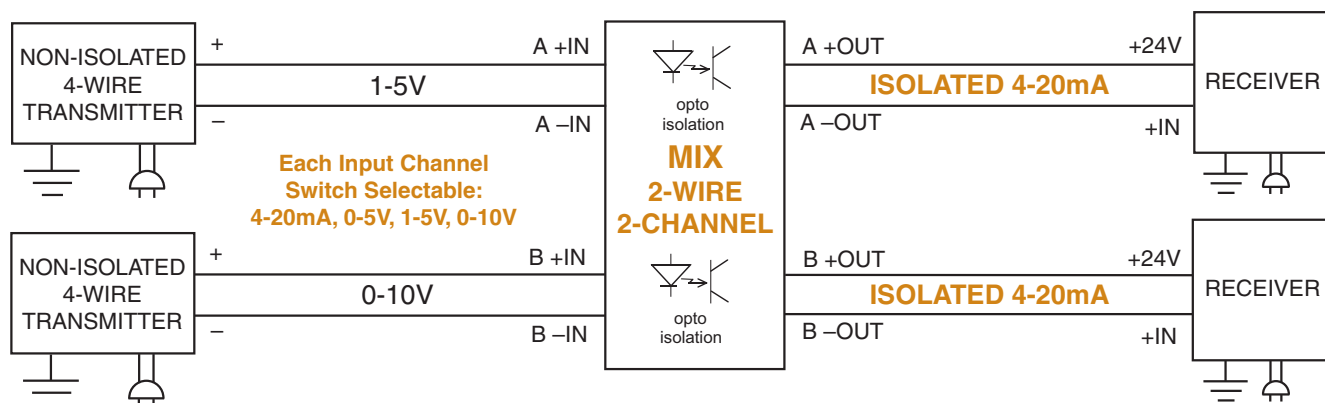 NON-ISOLATED
4-WIRE
TRANSMITTER
+
1-5V
–
A +IN
A –IN
opto
isolation
A +OUT
ISOLATED 4-20mA
A –OUT
+24V
+IN
RECEIVER
Each Input Channel
Switch Selectable:
4-20mA, 0-5V, 1-5V, 0-10V
MIX
2-WIRE
2-CHANNEL
NON-ISOLATED
4-WIRE
TRANSMITTER
+
0-10V
–
B +IN
B –IN
opto
isolation
B +OUT
ISOLATED 4-20mA
B –OUT
+24V
+IN
RECEIVER